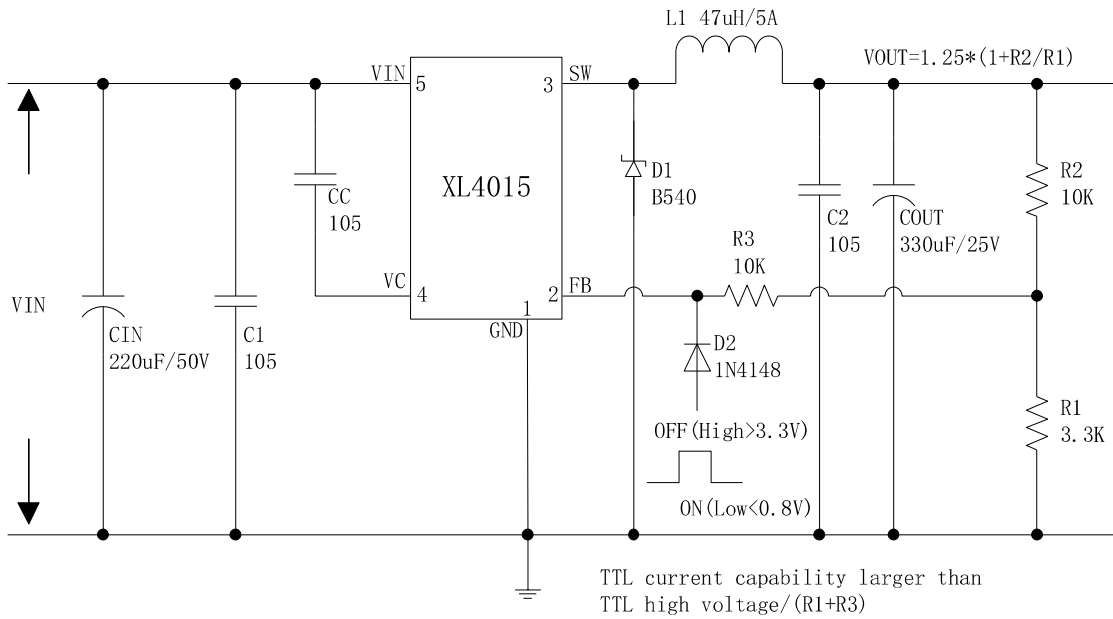 L1 47uH/5A
VOUT=1.25*(1+R2/R1)
VIN
5
3
SW
XL4015
CC
105
D1
B540
C2
105
COUT
330uF/25V
R2
10K
R3
10K
VC
4
2
FB
1
GND
VIN
CIN
220uF/50V
C1
105
D2
1N4148
OFF(High>3.3V)
ON(Low<0.8V)
R1
3.3K
TTL current capability larger than
TTL high voltage/(R1+R3)